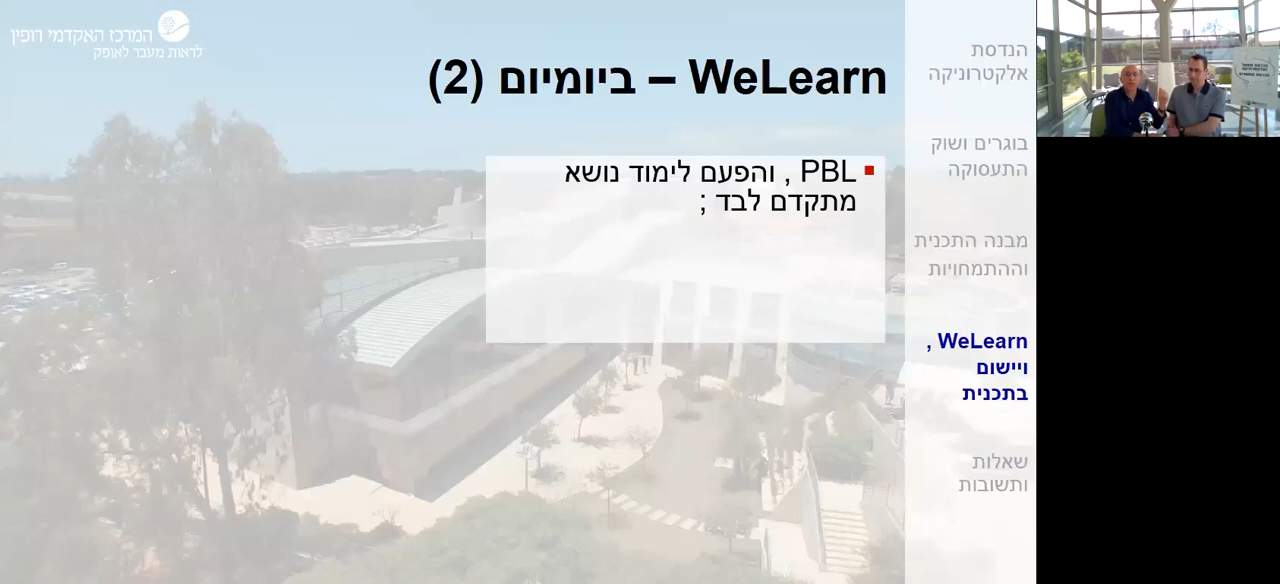 המרכז האקדמי רופין
לראות מעבר לאופק
WeLearn – ביומיום (2)
PBL , והפעם לימוד נושא
מתקדם לבד ;
הנדסת
אלקטרוניקה
בוגרים ושוק
התעסוקה
מבנה התכנית
וההתמחויות
WeLearn ,
ויישום
בתכנית
שאלות
ותשובות